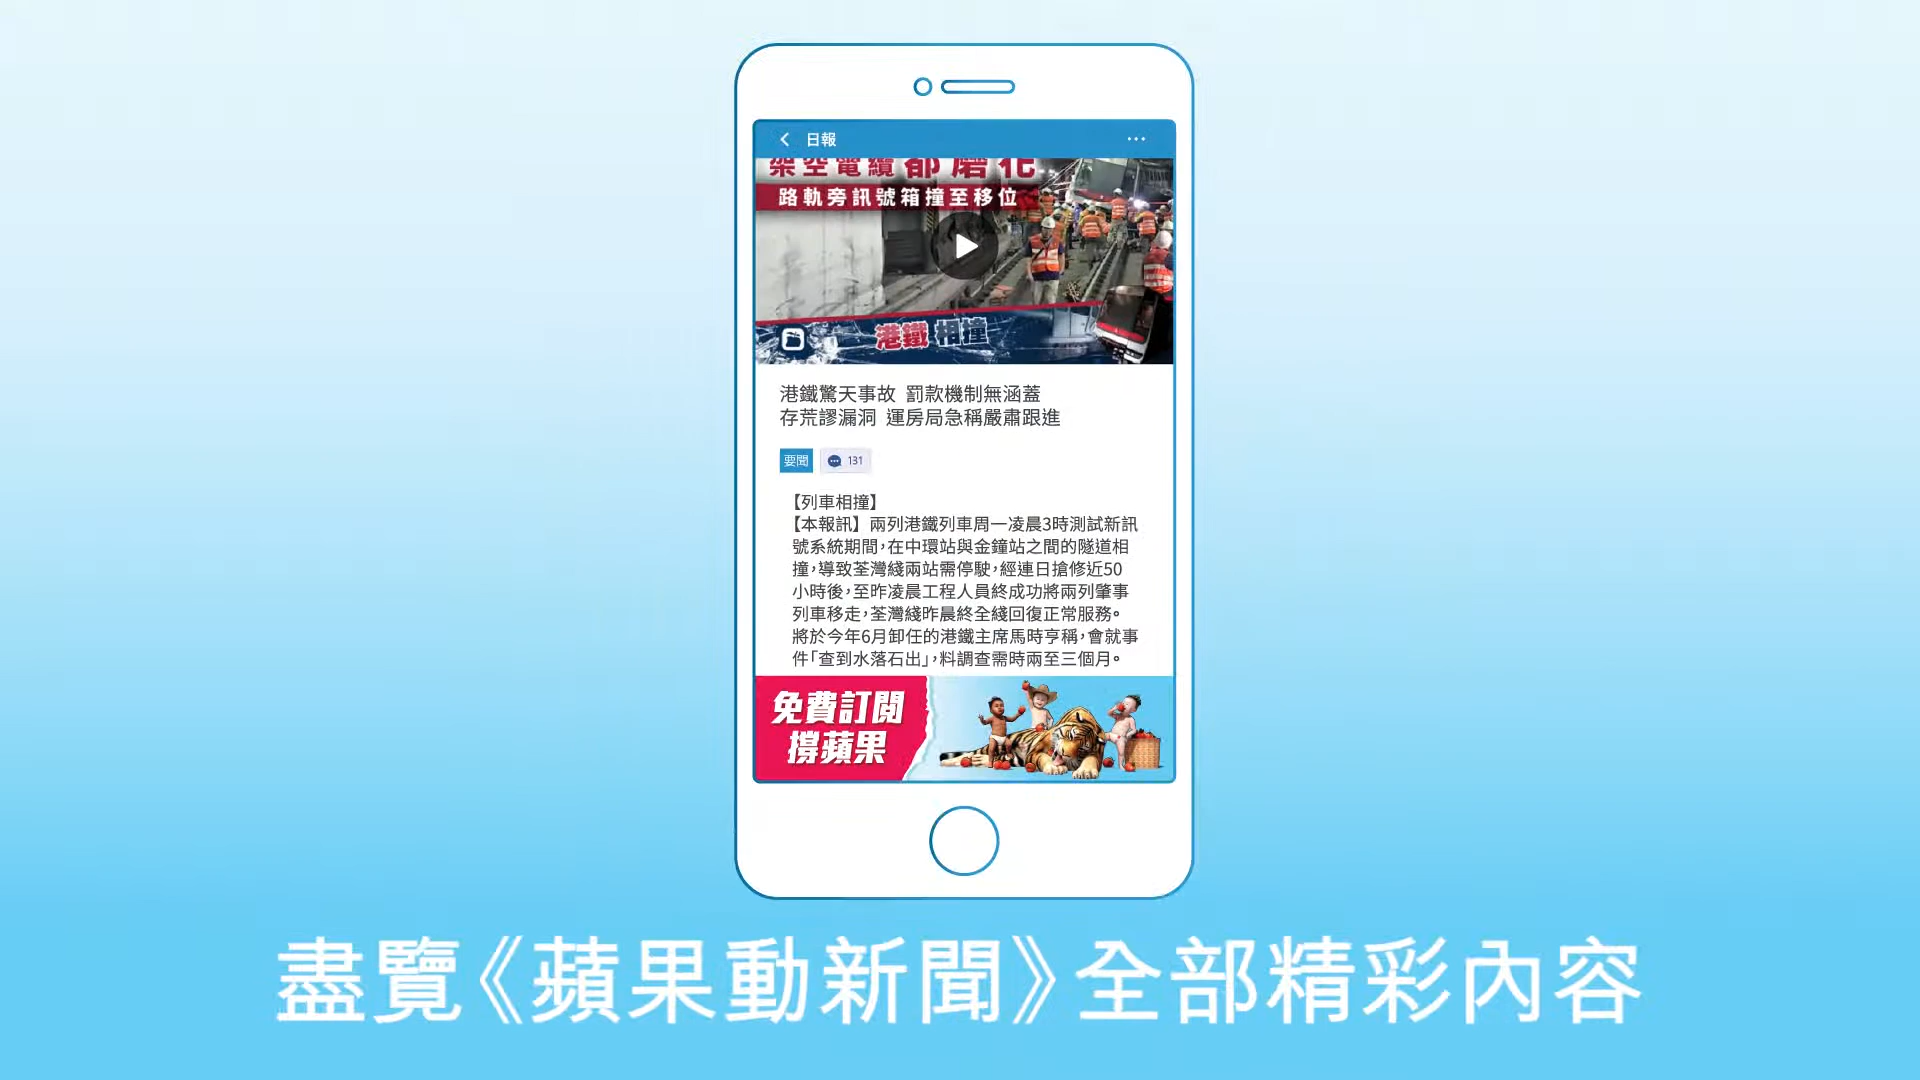 日報
架空電纜都磨花
路軌旁訊號箱撞至移位
港鐵相撞
港鐵驚天事故 罰款機制無涵蓋
存荒謬漏洞 運房局急稱嚴肅跟進
要聞 131
【列車相撞】
【本報訊】兩列港鐵列車周一凌晨3時測試新訊
號系統期間，在中環站與金鐘站之間的隧道相
撞，導致荃灣綫兩站需停駛，經連日搶修近50
小時後，至昨凌晨工程人員終成功將兩列肇事
列車移走，荃灣綫昨晨終全綫回復正常服務。
將於今年6月卸任的港鐵主席馬時亨稱，會就事
件「查到水落石出」，料調查需時兩至三個月。
免費訂閱
撐蘋果
盡覽《蘋果動新聞》全部精彩內容